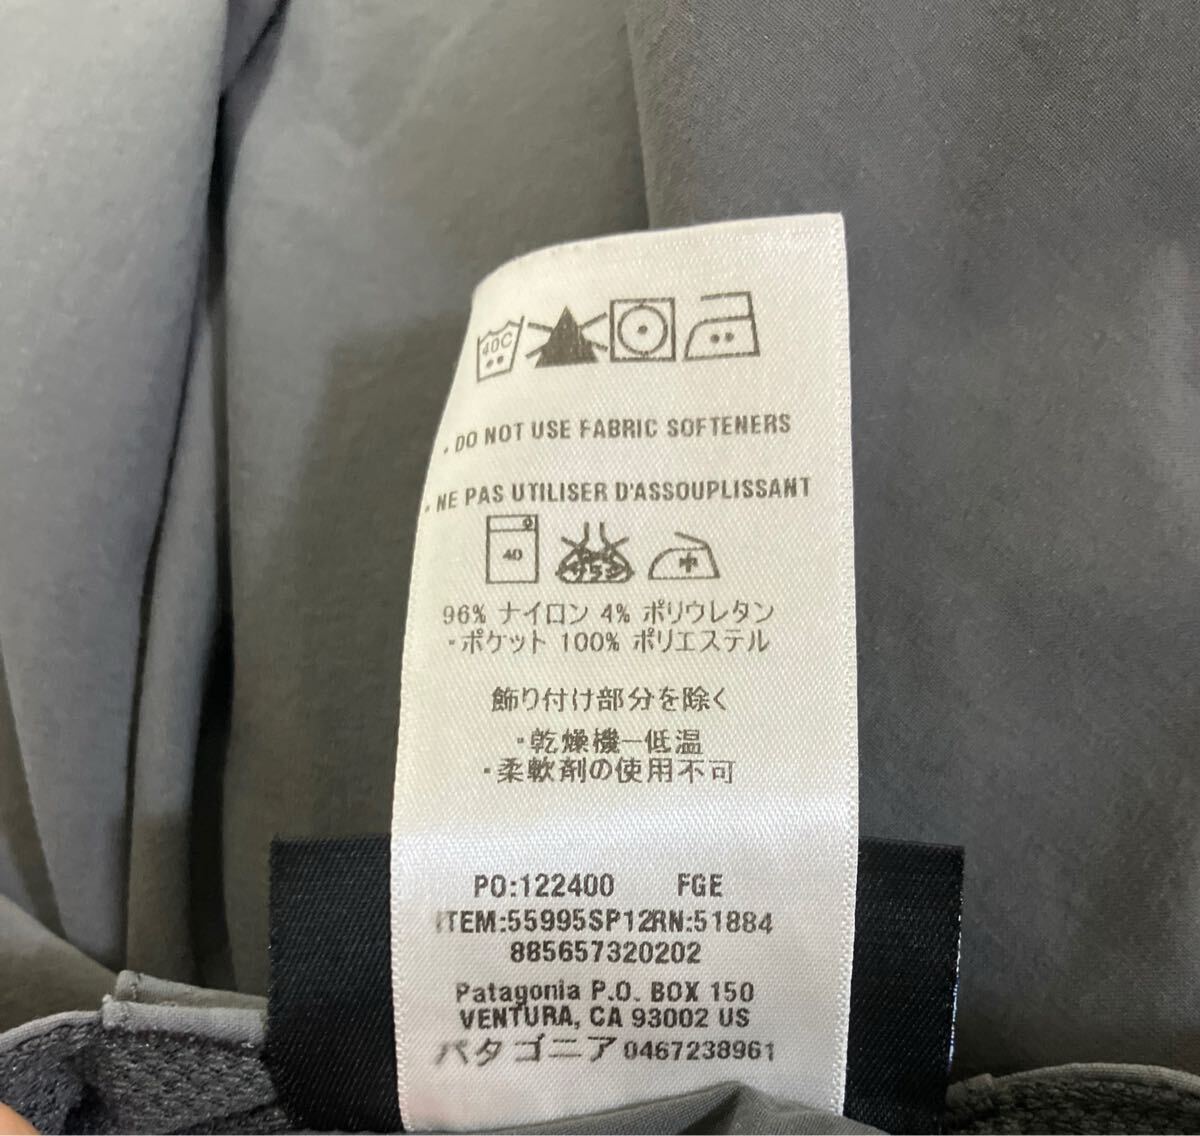 40C
. DO NOT USE FABRIC SOFTENERS
. NE PAS UTILISER D'ASSOUPLISSANT
40 中
96% ナイロン 4% ポリウレタン
・ポケット 100% ポリエステル
飾り付け部分を除く
・乾燥機ー低温
・柔軟剤の使用不可
PO:122400 FGE
ITEM:55995SP12RN:51884
885657320202
Patagonia P.O. BOX 150
VENTURA, CA 93002 US
パタゴニア 0467238961